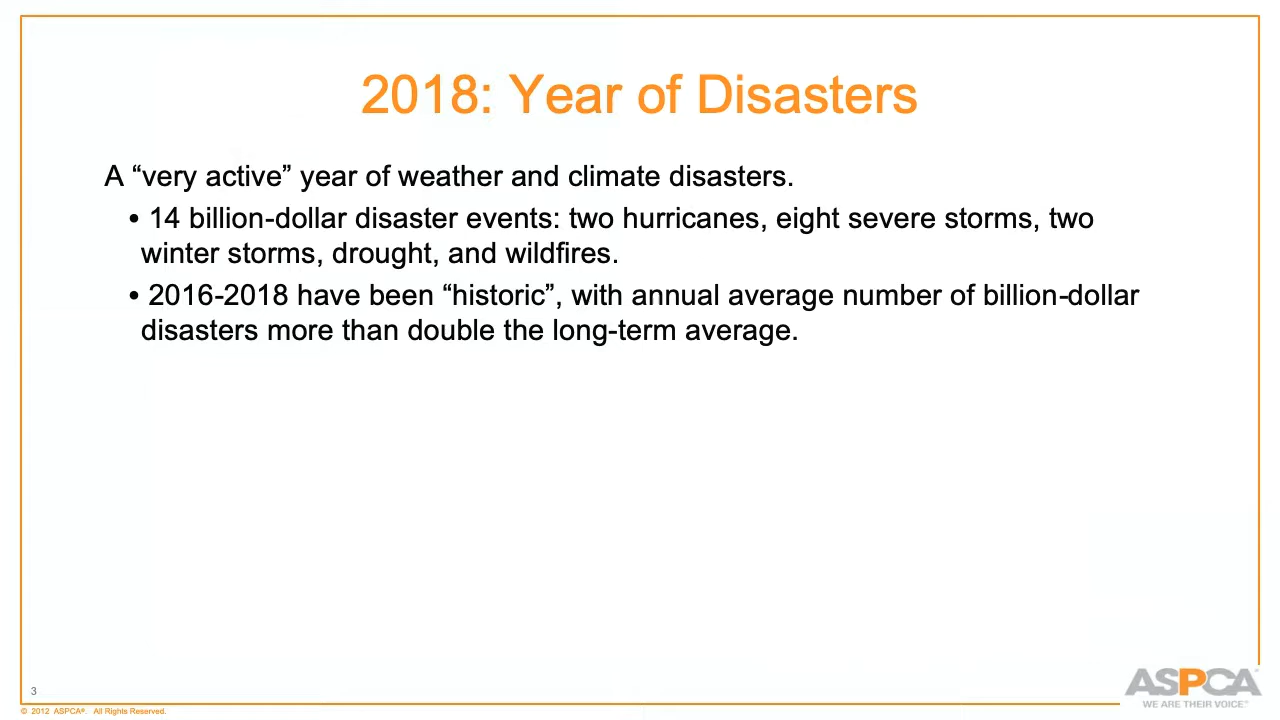 2018: Year of Disasters
A “very active” year of weather and climate disasters.
• 14 billion-dollar disaster events: two hurricanes, eight severe storms, two
winter storms, drought, and wildfires.
• 2016-2018 have been “historic”, with annual average number of billion-dollar
disasters more than double the long-term average.
3
© 2012 ASPCA®. All Rights Reserved.
ASPCA®
WE ARE THEIR VOICE™